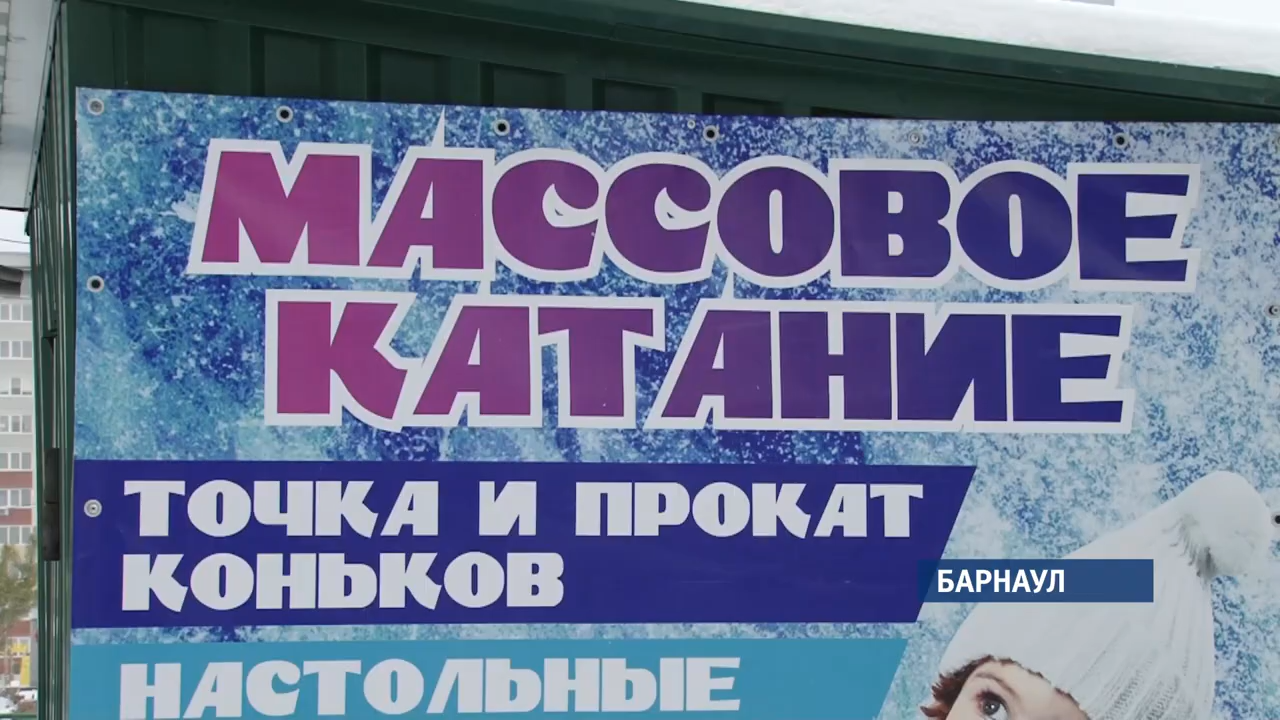 МАССОВОЕ
КАТАНИЕ
ТОЧКА И ПРОКАТ
КОНЬКОВ
БАРНАУЛ
НАСТОЛЬНЫЕ